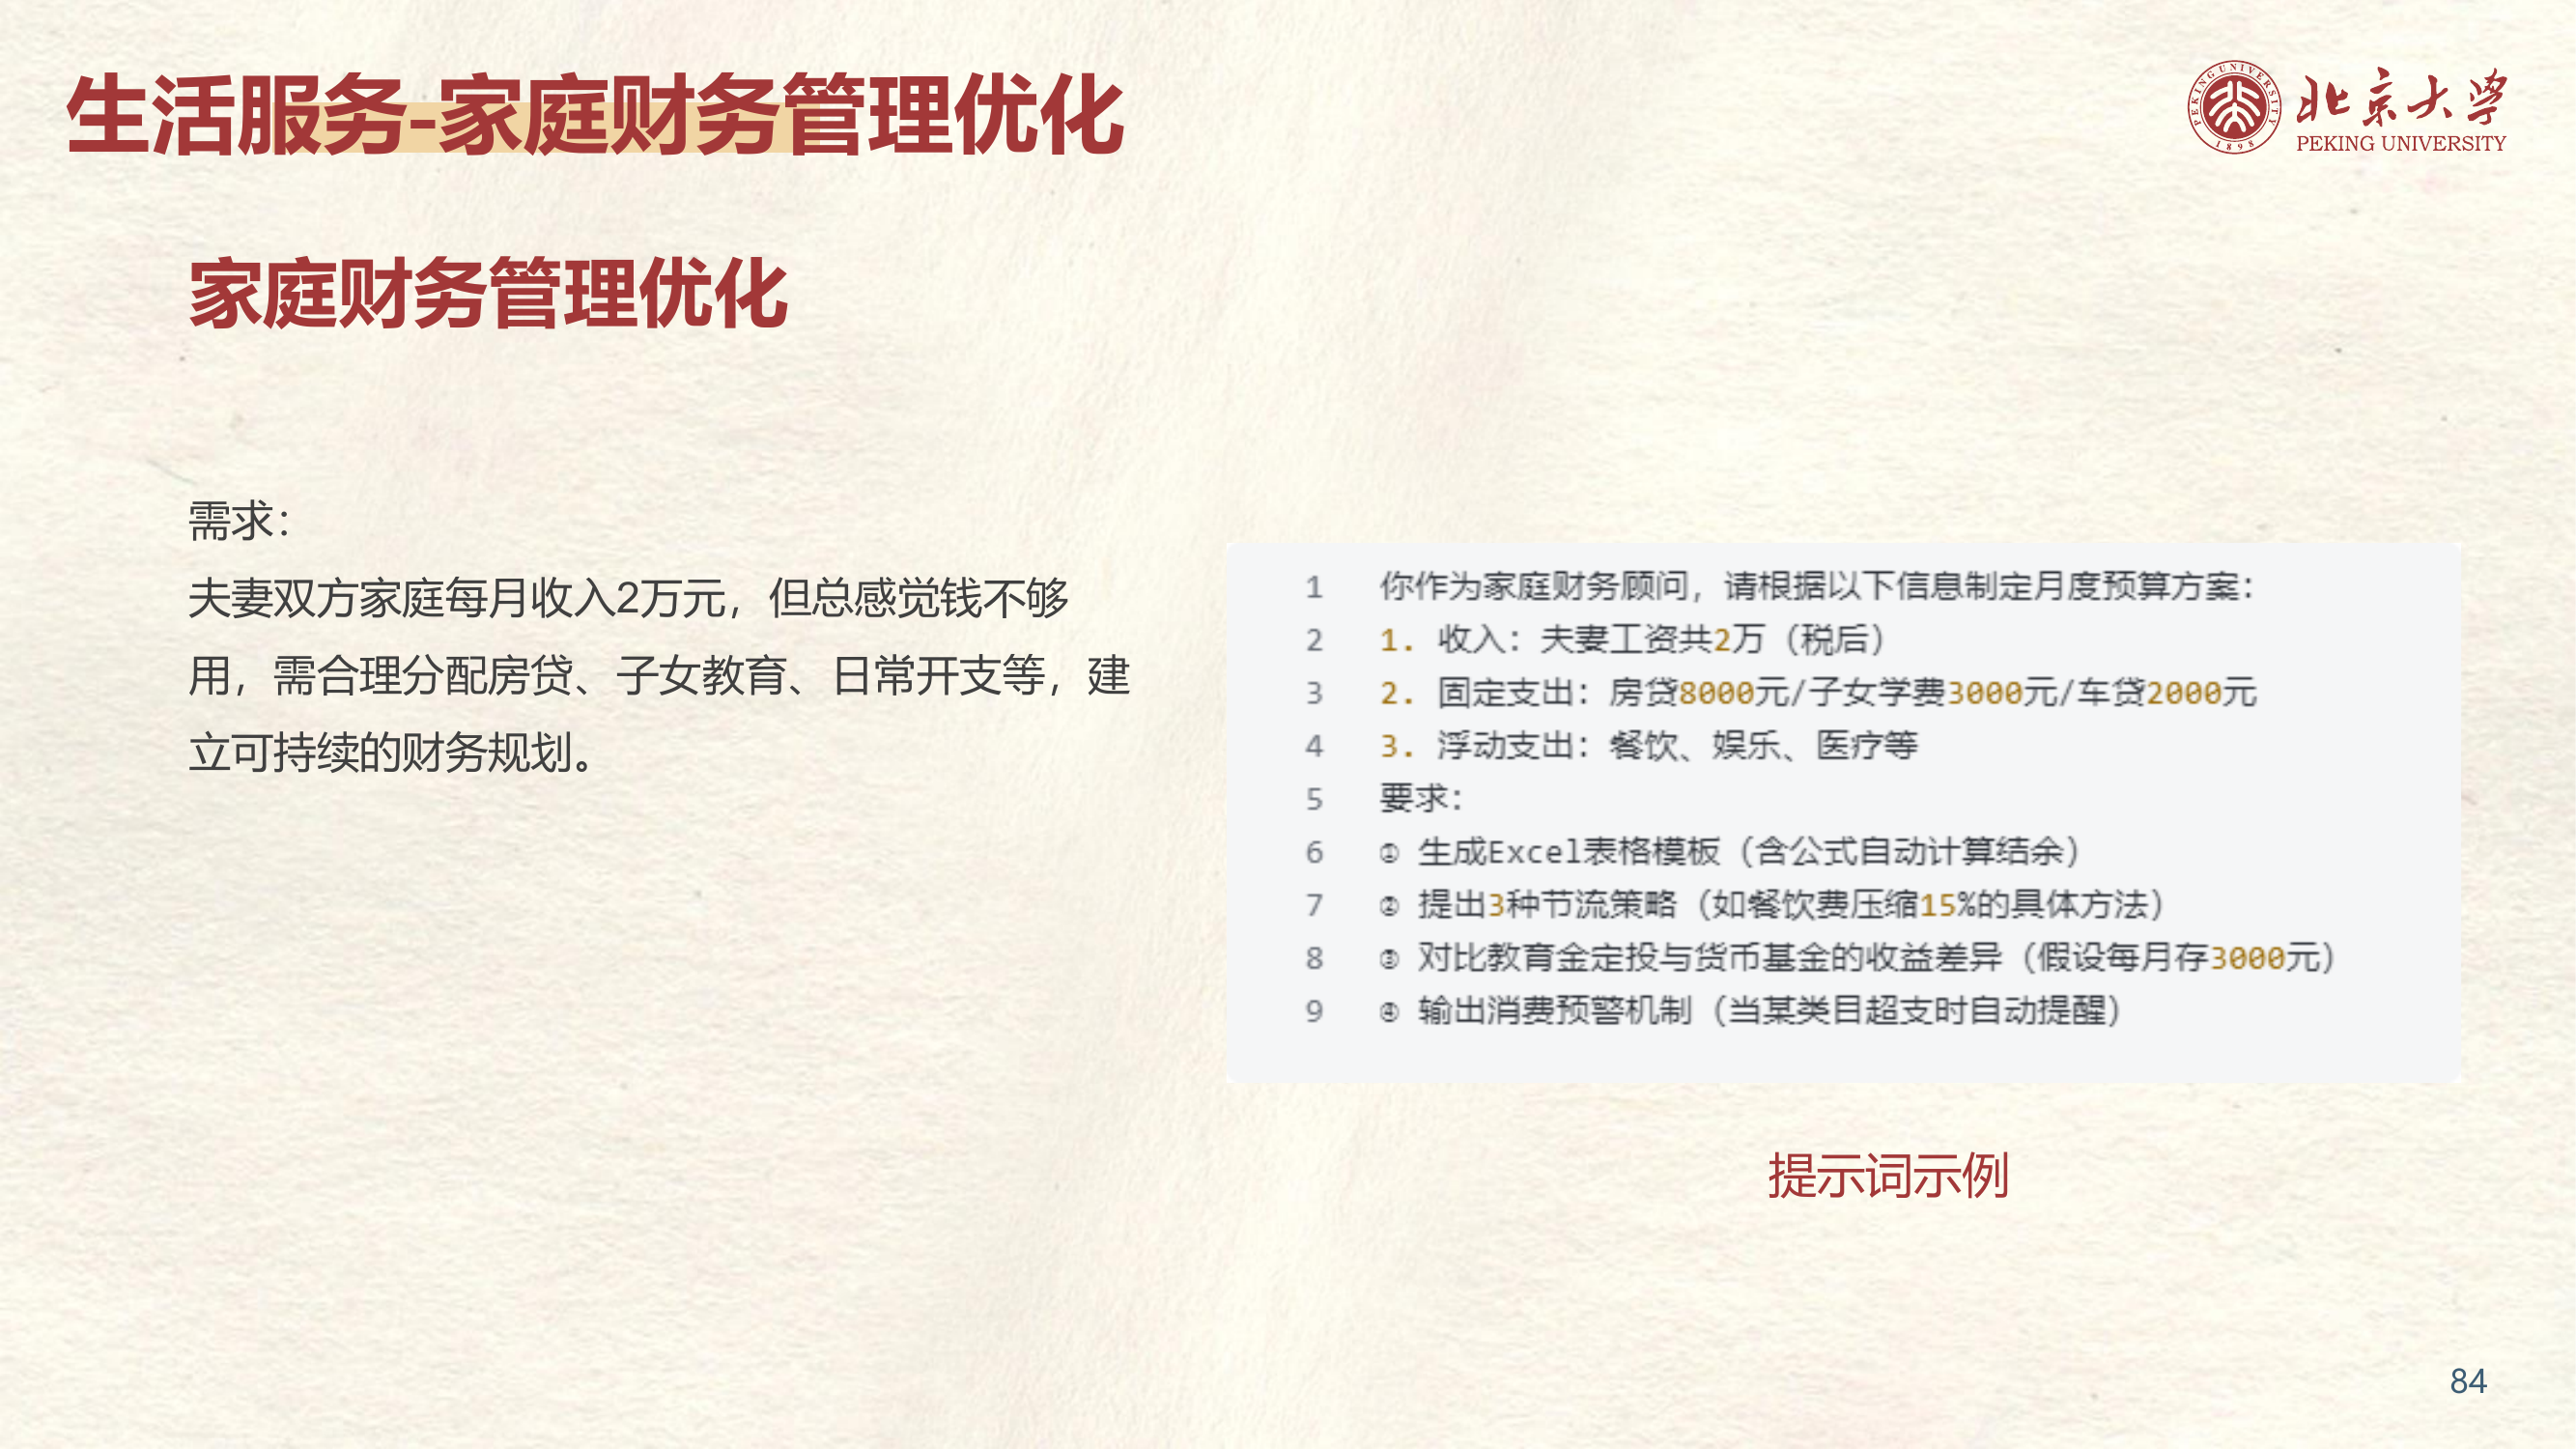 生活服务-家庭财务管理优化
PEKING UNIVERSITY
1898
北京大学
PEKING UNIVERSITY
家庭财务管理优化
需求：
夫妻双方家庭每月收入2万元，但总感觉钱不够
用，需合理分配房贷、子女教育、日常开支等，建
立可持续的财务规划。
1 你作为家庭财务顾问，请根据以下信息制定月度预算方案：
2 1. 收入：夫妻工资共2万（税后）
3 2. 固定支出：房贷8000元/子女学费3000元/车贷2000元
4 3. 浮动支出：餐饮、娱乐、医疗等
5 要求：
6 ① 生成Excel表格模板（含公式自动计算结余）
7 ② 提出3种节流策略（如餐饮费压缩15%的具体方法）
8 ③ 对比教育金定投与货币基金的收益差异（假设每月存3000元）
9 ④ 输出消费预警机制（当某类目超支时自动提醒）
提示词示例
84